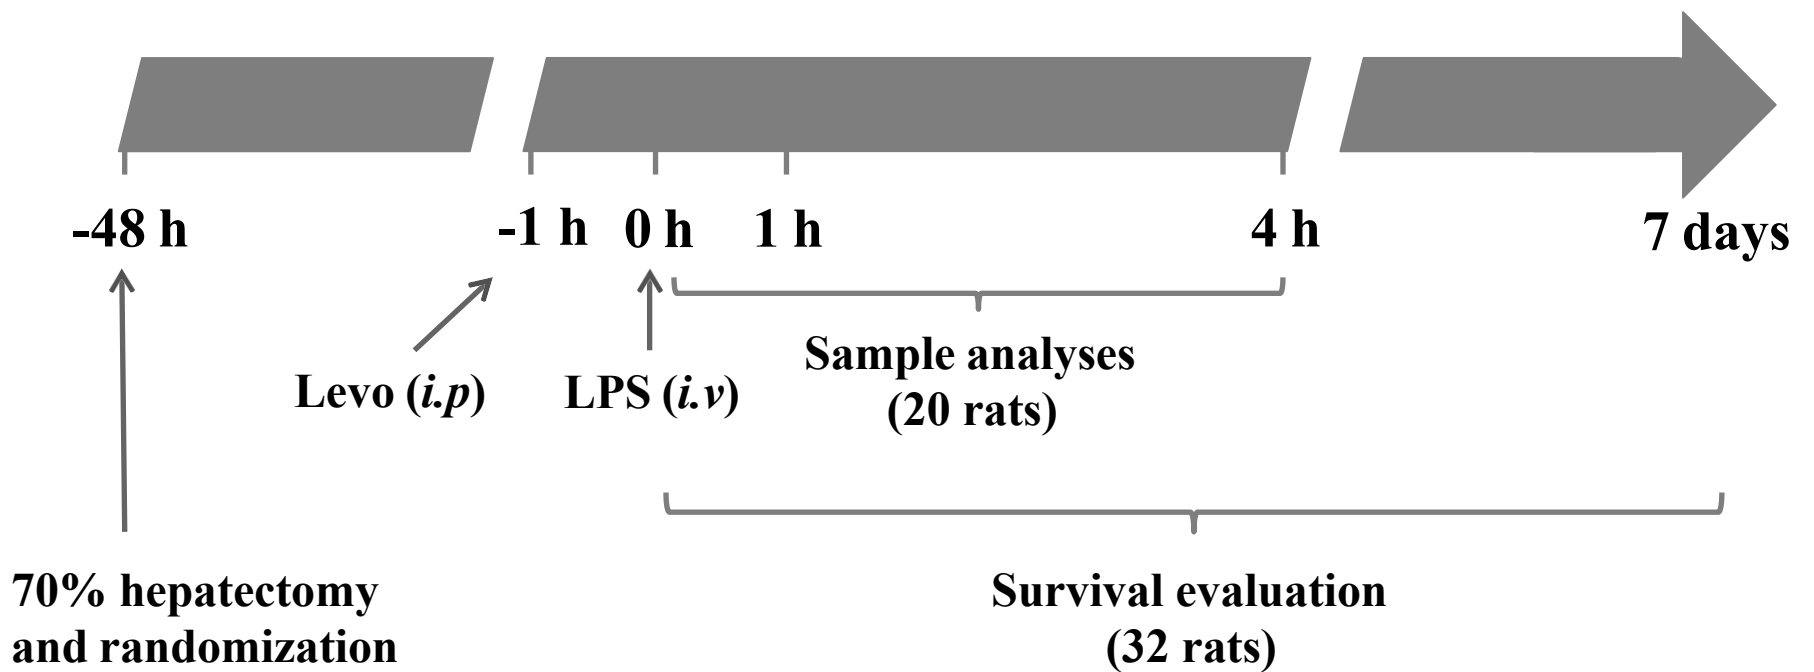 -48 h
-1 h
0 h
1 h
4 h
7 days
Levo (i.p)
LPS (i.v)
Sample analyses
(20 rats)
70% hepatectomy
and randomization
Survival evaluation
(32 rats)